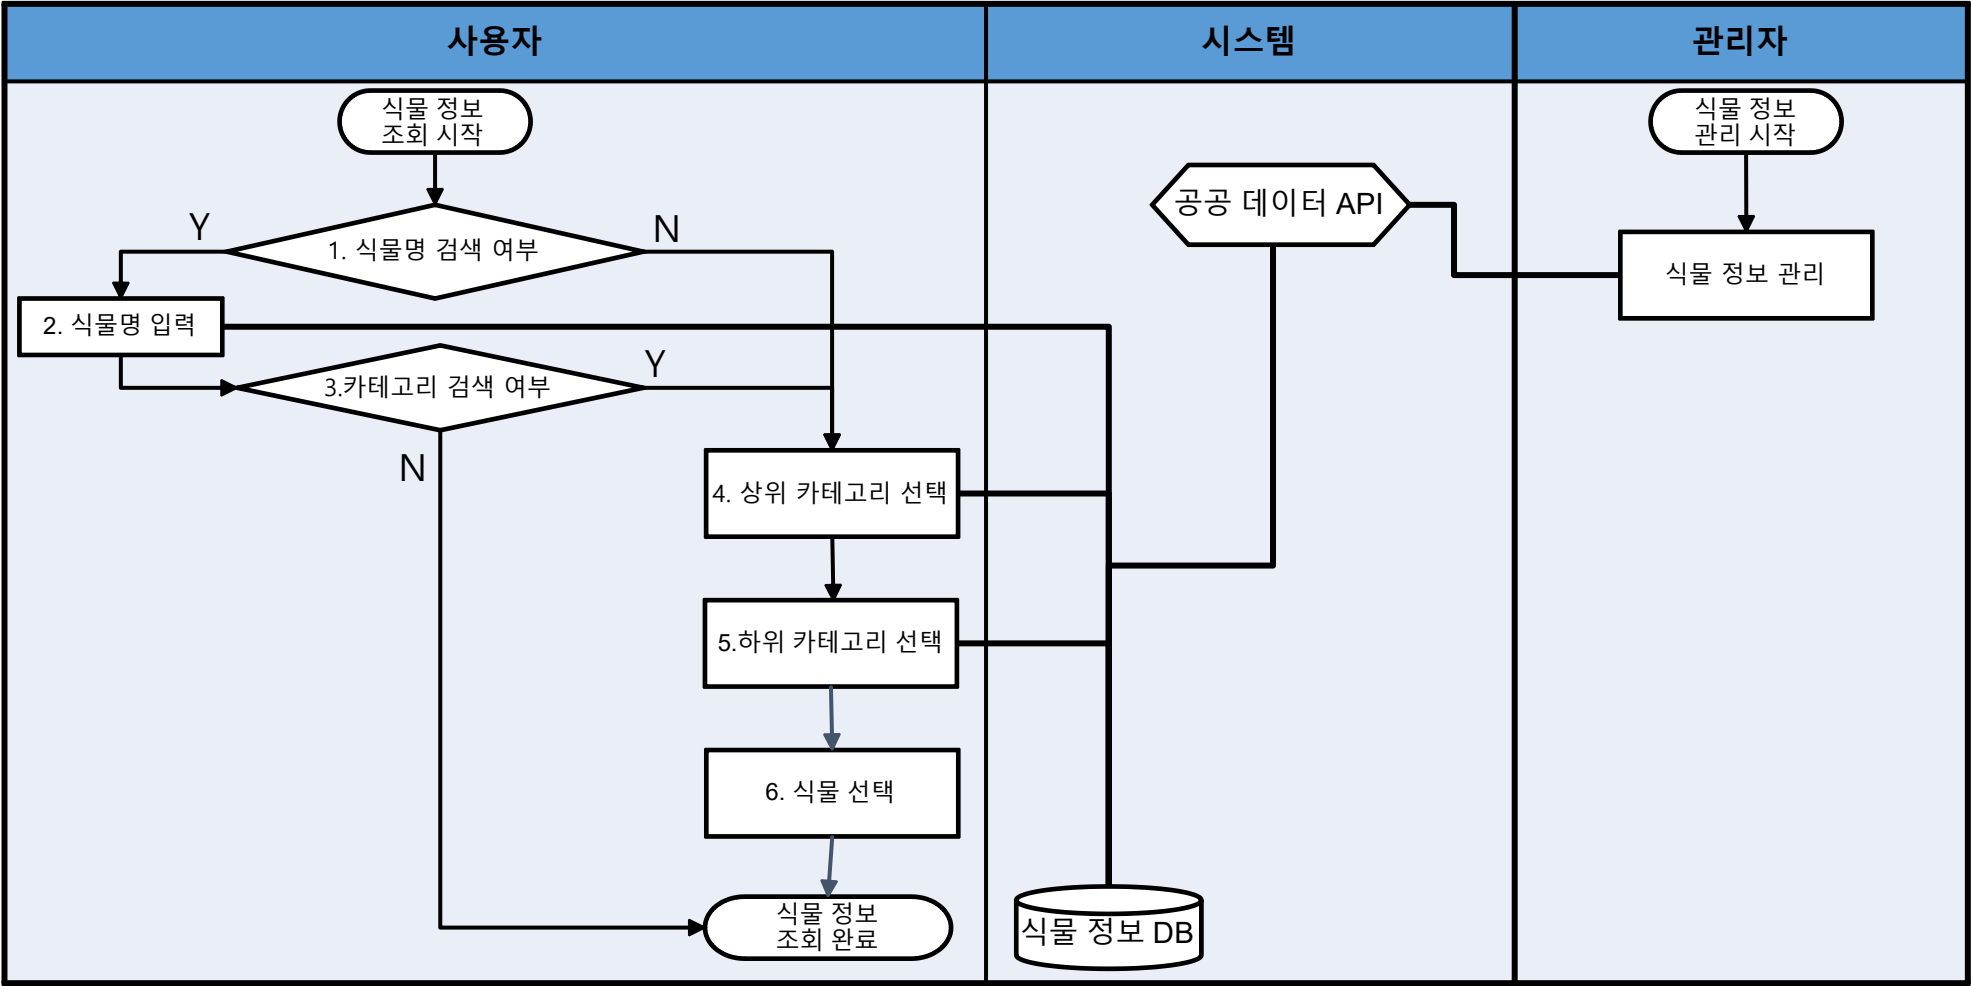 사용자
시스템
관리자
식물 정보
조회 시작
식물 정보
관리 시작
공공 데이터 API
Y
N
1. 식물명 검색 여부
식물 정보 관리
2. 식물명 입력
Y
3.카테고리 검색 여부
N
4. 상위 카테고리 선택
5.하위 카테고리 선택
6. 식물 선택
식물 정보
조회 완료
식물 정보 DB